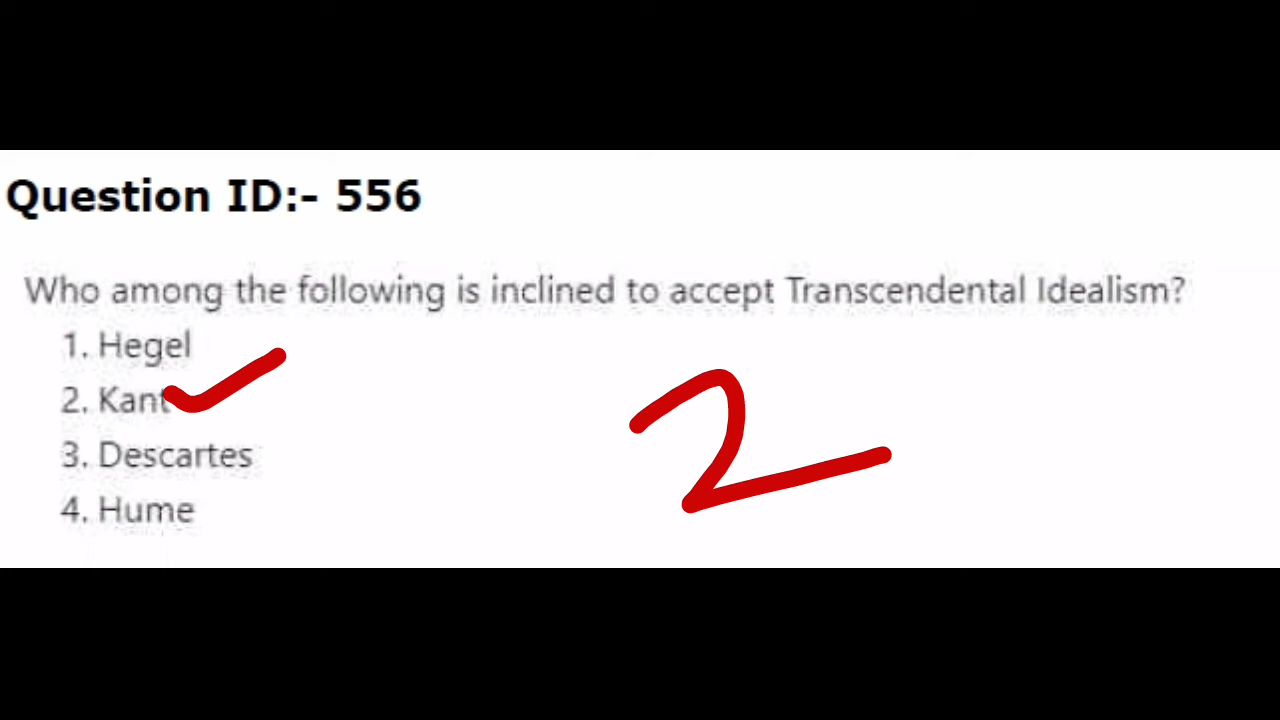 Question ID:- 556
Who among the following is inclined to accept Transcendental Idealism?
1. Hegel
2. Kant
3. Descartes
4. Hume
2